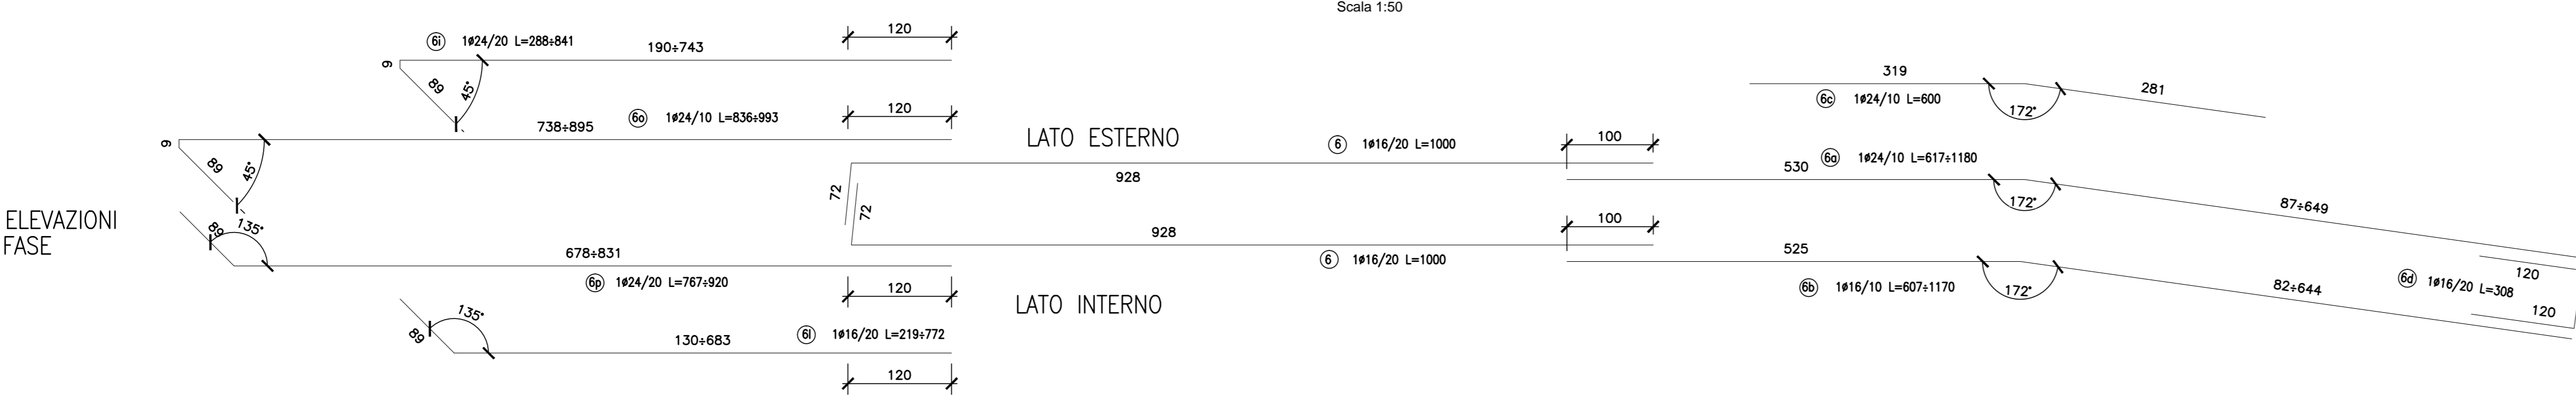 Scala 1:50
120
6i 1ø24/20 L=288÷841
190÷743
9
89
45°
319
281
6c 1ø24/10 L=600
172°
120
6o 1ø24/10 L=836÷993
738÷895
9
89
45°
LATO ESTERNO
6 1ø16/20 L=1000
100
928
530
6a 1ø24/10 L=617÷1180
172°
87÷649
72
72
ELEVAZIONI
FASE
89
135°
678÷831
6p 1ø24/20 L=767÷920
120
928
6 1ø16/20 L=1000
100
525
6b 1ø16/10 L=607÷1170
172°
82÷644
6d 1ø16/20 L=308
120
120
LATO INTERNO
135°
89
130÷683
6l 1ø16/20 L=219÷772
120